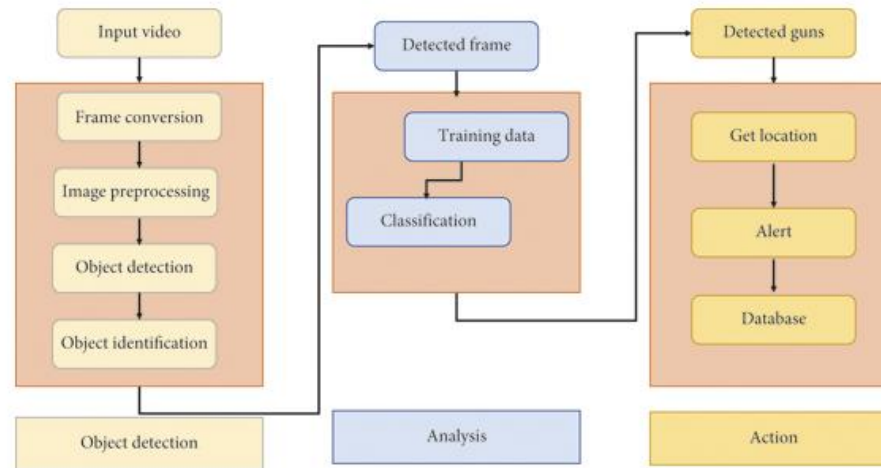 Input video
Frame conversion
Image preprocessing
Object detection
Object identification
Object detection
Detected frame
Training data
Classification
Analysis
Detected guns
Get location
Alert
Database
Action